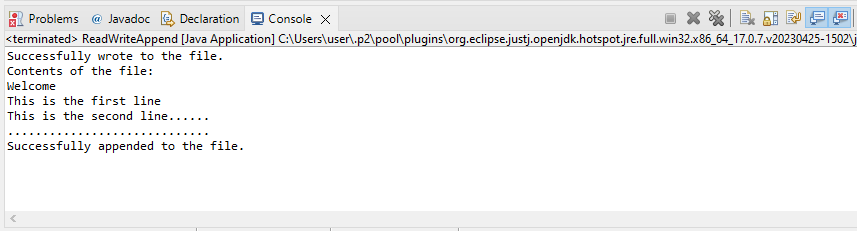 Problems @ Javadoc Declaration Console
<terminated> ReadWriteAppend [Java Application] C:\Users\user\.p2\pool\plugins\org.eclipse.justj.openjdk.hotspot.jre.full.win32.x86_64_17.0.7.v20230425-1502\j
Successfully wrote to the file.
Contents of the file:
Welcome
This is the first line
This is the second line......
..............................
Successfully appended to the file.